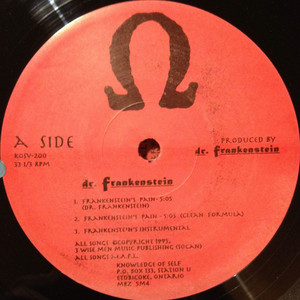 A SIDE
KOSV-200
33 1/3 RPM
PRODUCED BY
dr. Frankenstein
dr. Frankenstein
1. FRANKENSTEIN'S PAIN- 5:05
(DR. FRANKENSTEIN)
2. FRANKENSTEIN'S PAIN - 5:05 (CLEAN FORMULA)
3. FRANKENSTEIN'S INSTRUMENTAL
ALL SONGS ©COPYRIGHT 1995,
3 WISE MEN MUSIC PUBLISHING (SOCAN)
ALL SONGS
KNOWLEDGE OF SELF
P.O. BOX 133, STATION U
ETOBICOKE, ONTARIO
M8Z 5M4